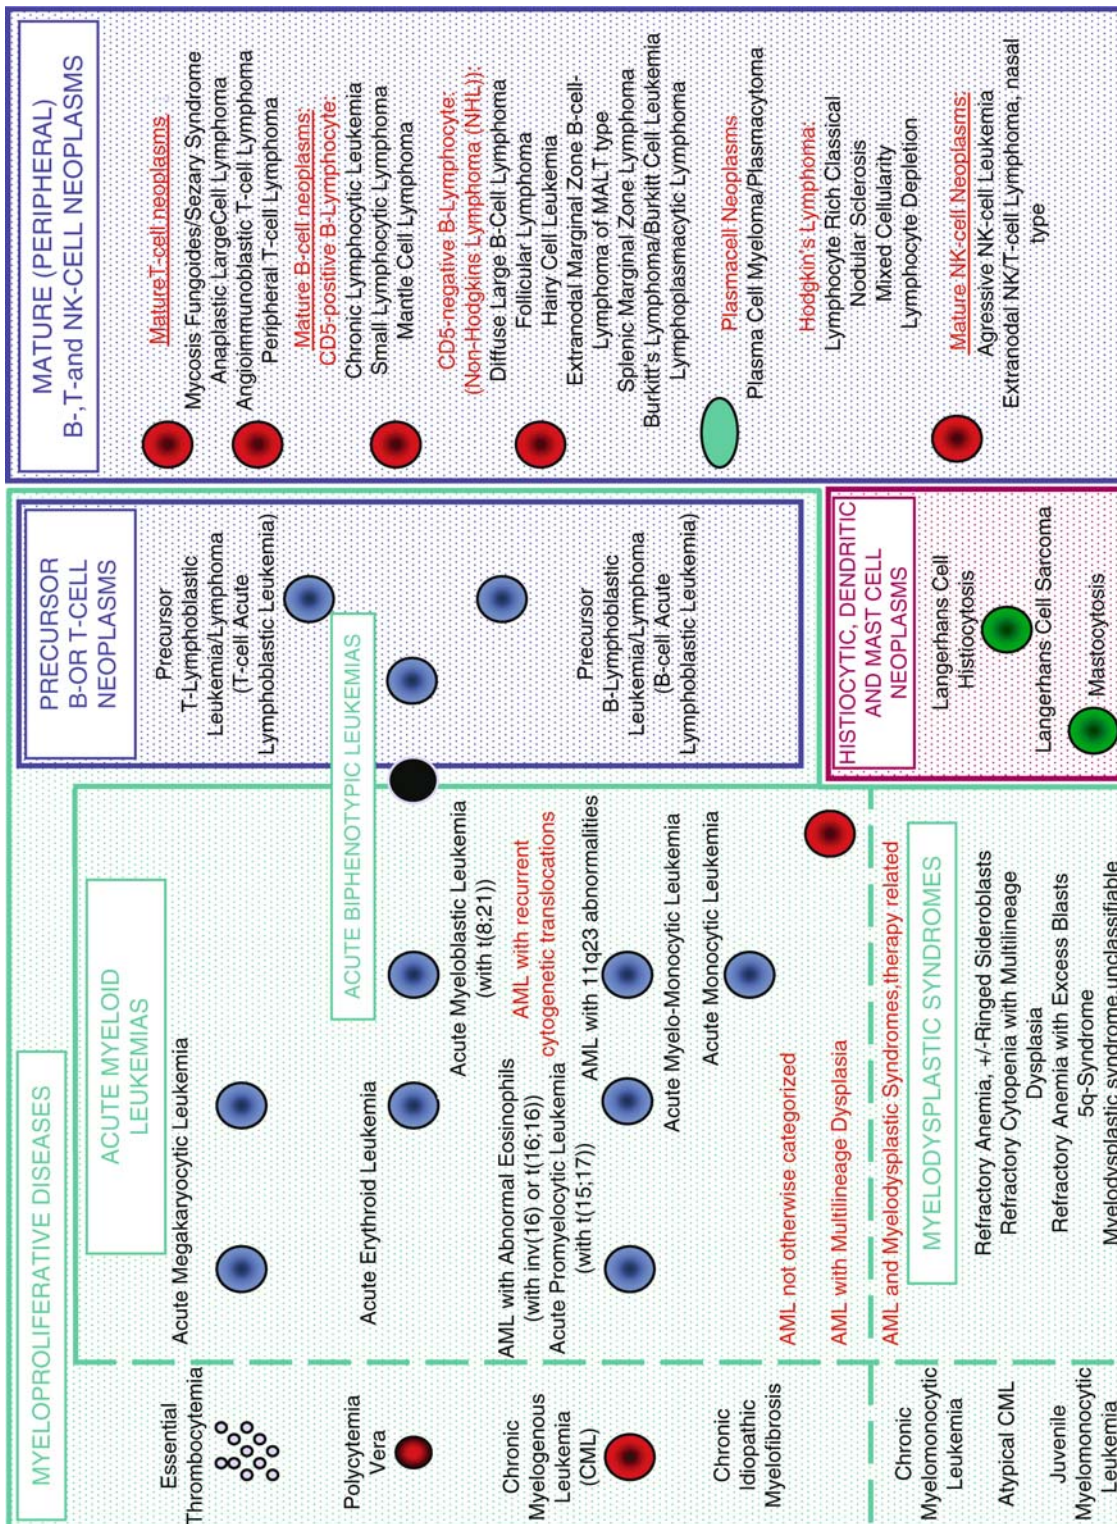 MYELOPROLIFERATIVE DISEASES
Essential
Thrombocytemia
Polycytemia
Vera
Chronic
Myelogenous
Leukemia
(CML)
Chronic
Idiopathic
Myelofibrosis
Chronic
Myelomonocytic
Leukemia
Atypical CML
Juvenile
Myelomonocytic
Leukemia
ACUTE MYELOID
LEUKEMIAS
Acute Megakaryocytic Leukemia
Acute Erythroid Leukemia
Acute Myeloblastic Leukemia
(with t(8;21))
AML with recurrent
cytogenetic translocations
AML with Abnormal Eosinophils
(with inv(16) or t(16;16))
Acute Promyelocytic Leukemia
(with t(15;17))
AML with 11q23 abnormalities
Acute Myelo-Monocytic Leukemia
Acute Monocytic Leukemia
AML not otherwise categorized
AML with Multilineage Dysplasia
AML and Myelodysplastic Syndromes,therapy related
MYELODYSPLASTIC SYNDROMES
Refractory Anemia, +/-Ringed Sideroblasts
Refractory Cytopenia with Multilineage
Dysplasia
Refractory Anemia with Excess Blasts
5q-Syndrome
Myelodysplastic syndrome,unclassifiable
ACUTE BIPHENOTYPIC LEUKEMIAS
PRECURSOR
B-OR T-CELL
NEOPLASMS
Precursor
T-Lymphoblastic
Leukemia/Lymphoma
(T-cell Acute
Lymphoblastic Leukemia)
Precursor
B-Lymphoblastic
Leukemia/Lymphoma
(B-cell Acute
Lymphoblastic Leukemia)
HISTIOCYTIC, DENDRITIC
AND MAST CELL
NEOPLASMS
Langerhans Cell
Histiocytosis
Langerhans Cell Sarcoma
Mastocytosis
MATURE (PERIPHERAL)
B-,T-and NK-CELL NEOPLASMS
MatureT-cell neoplasms
Mycosis Fungoides/Sezary Syndrome
Anaplastic LargeCell Lymphoma
Angioimmunoblastic T-cell Lymphoma
Peripheral T-cell Lymphoma
Mature B-cell neoplasms:
CD5-positive B-Lymphocyte:
Chronic Lymphocytic Leukemia
Small Lymphocytic Lymphoma
Mantle Cell Lymphoma
CD5-negative B-Lymphocyte:
(Non-Hodgkins Lymphoma (NHL)):
Diffuse Large B-Cell Lymphoma
Follicular Lymphoma
Hairy Cell Leukemia
Extranodal Marginal Zone B-cell-
Lymphoma of MALT type
Splenic Marginal Zone Lymphoma
Burkitt's Lymphoma/Burkitt Cell Leukemia
Lymphoplasmacytic Lymphoma
Plasmacell Neoplasms
Plasma Cell Myeloma/Plasmacytoma
Hodgkin's Lymphoma:
Lymphocyte Rich Classical
Nodular Sclerosis
Mixed Cellularity
Lymphocyte Depletion
Mature NK-cell Neoplasms:
Agressive NK-cell Leukemia
Extranodal NK/T-cell Lymphoma, nasal
type